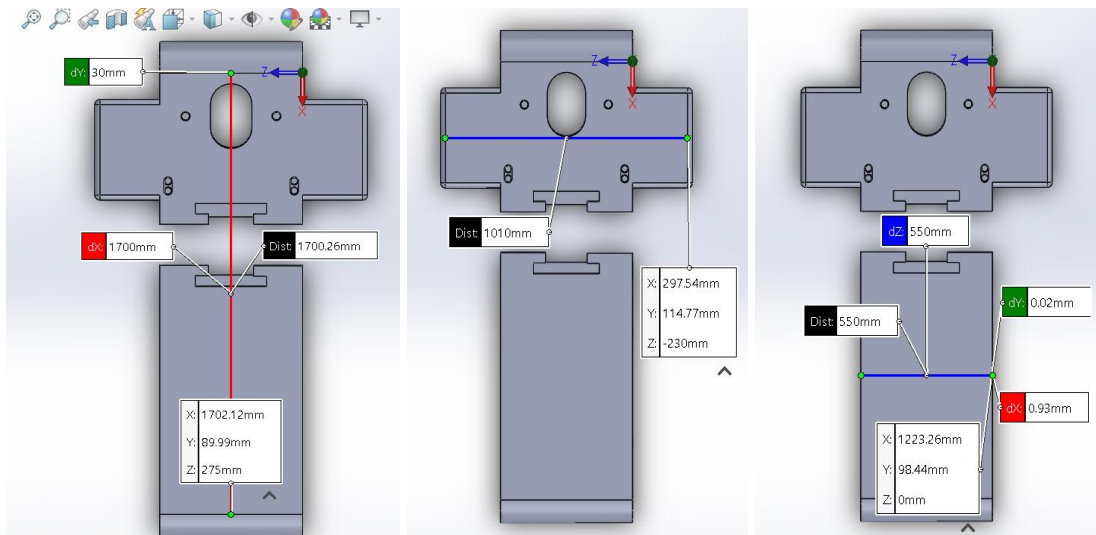 dY: 30mm
Z
X
dX: 1700mm
Dist: 1700.26mm
X: 1702.12mm
Y: 89.99mm
Z: 275mm
Z
X
Dist: 1010mm
X: 297.54mm
Y: 114.77mm
Z: -230mm
Z
X
dZ: 550mm
dY: 0.02mm
Dist: 550mm
dX: 0.93mm
X: 1223.26mm
Y: 98.44mm
Z: 0mm